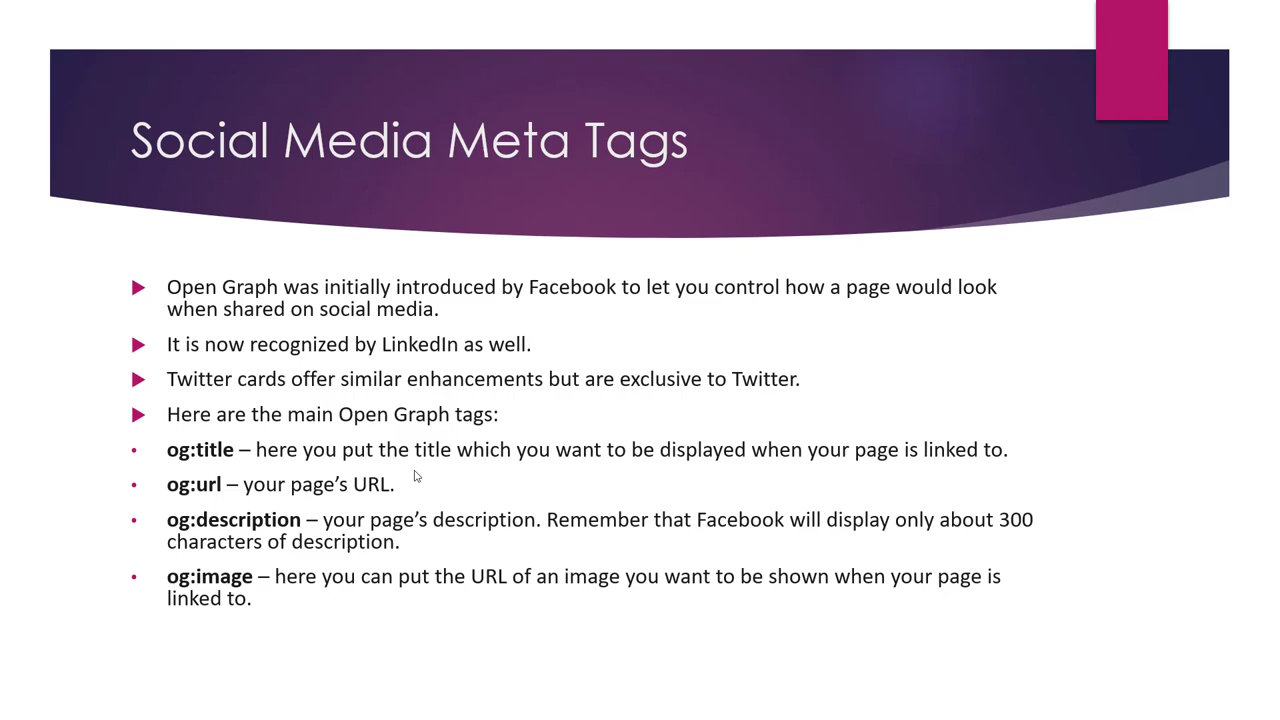 Social Media Meta Tags
Open Graph was initially introduced by Facebook to let you control how a page would look
when shared on social media.
It is now recognized by LinkedIn as well.
Twitter cards offer similar enhancements but are exclusive to Twitter.
Here are the main Open Graph tags:
og:title – here you put the title which you want to be displayed when your page is linked to.
og:url – your page’s URL.
og:description – your page’s description. Remember that Facebook will display only about 300
characters of description.
og:image – here you can put the URL of an image you want to be shown when your page is
linked to.